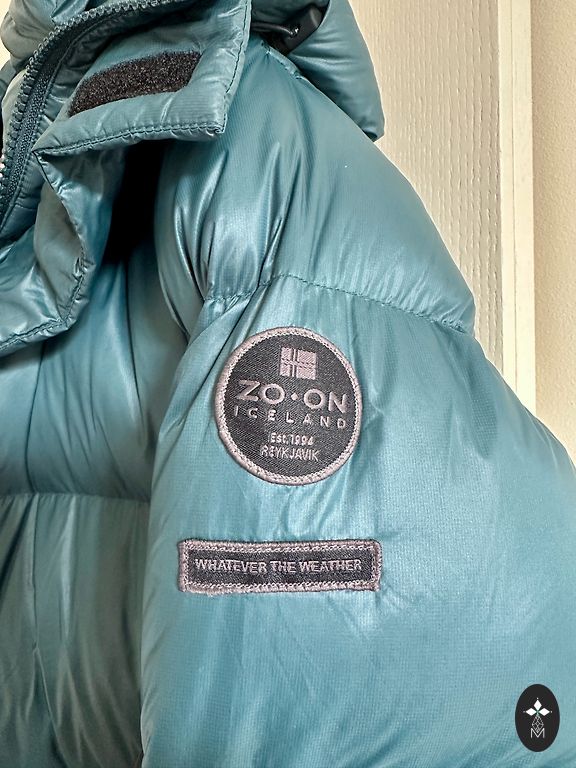 ZO•ON
ICELAND
Est.1994
REYKJAVIK
WHATEVER THE WEATHER
M